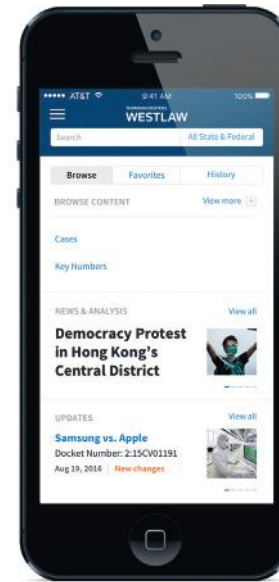 AT&T 9:41 AM 100%
THOMSON REUTERS
WESTLAW
Search All State & Federal
Browse Favorites History
BROWSE CONTENT View more +
Cases
Key Numbers
NEWS & ANALYSIS View all
Democracy Protest
in Hong Kong's
Central District
UPDATES View all
Samsung vs. Apple
Docket Number: 2:15CV01191
Aug 19, 2016 | New changes